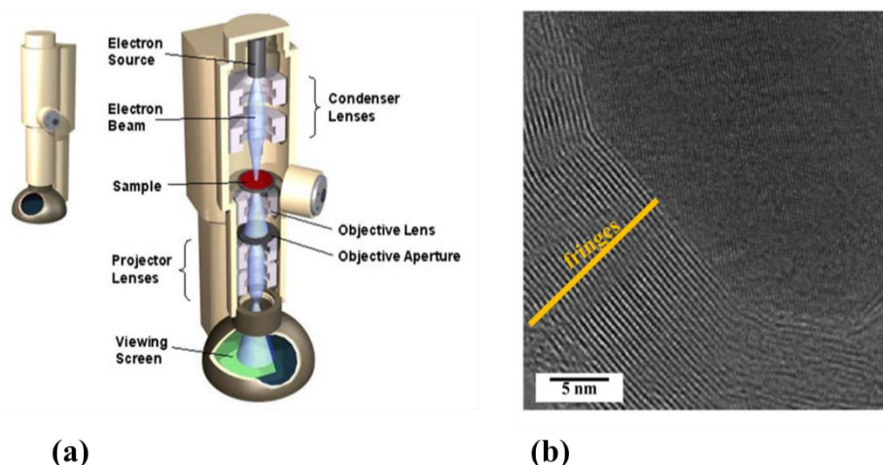 Electron
Source
Condenser
Lenses
Electron
Beam
Sample
Objective Lens
Objective Aperture
Projector
Lenses
Viewing
Screen
fringes
5 nm
(a)
(b)